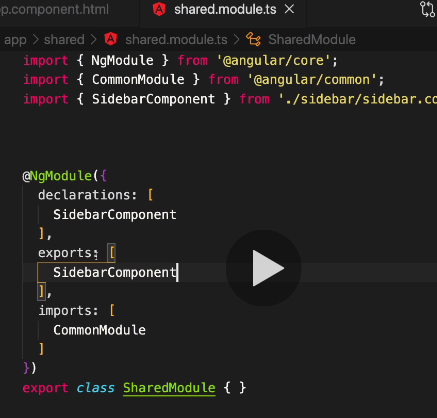 p.component.html
shared.module.ts
app > shared > shared.module.ts > SharedModule
import { NgModule } from '@angular/core';
import { CommonModule } from '@angular/common';
import { SidebarComponent } from './sidebar/sidebar.co
@NgModule({
declarations: [
SidebarComponent
],
exports: [
SidebarComponent
],
imports: [
CommonModule
]
})
export class SharedModule { }